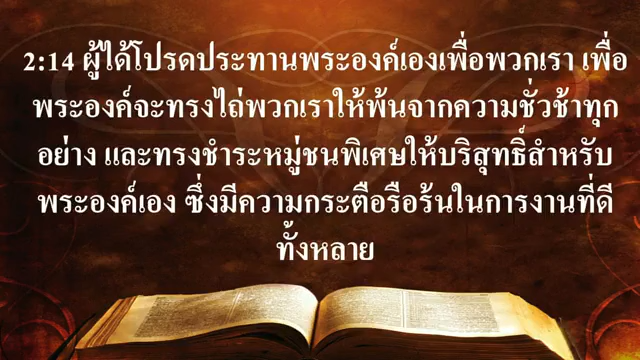 2:14 ผู้ได้โปรดประทานพระองค์เองเพื่อพวกเรา เพื่อ
พระองค์จะทรงไถ่พวกเราให้พ้นจากความชั่วช้าทุก
อย่าง และทรงชำระหมู่ชนพิเศษให้บริสุทธิ์สำหรับ
พระองค์เอง ซึ่งมีความกระตือรือร้นในการงานที่ดี
ทั้งหลาย